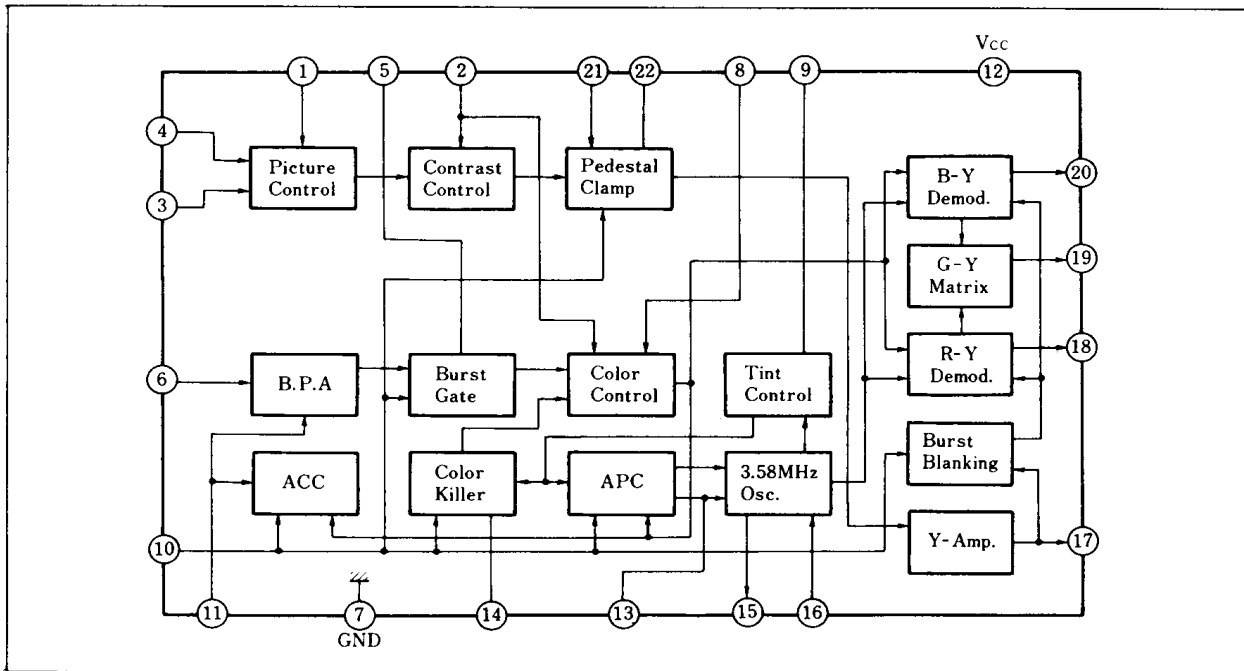 Vcc
1
5
2
21
22
8
9
12
4
3
Picture
Control
Contrast
Control
Pedestal
Clamp
B-Y
Demod.
20
G-Y
Matrix
19
R-Y
Demod.
18
6
B.P.A
Burst
Gate
Color
Control
Tint
Control
Burst
Blanking
ACC
Color
Killer
APC
3.58MHz
Osc.
Y-Amp.
10
17
11
7
GND
14
13
15
16